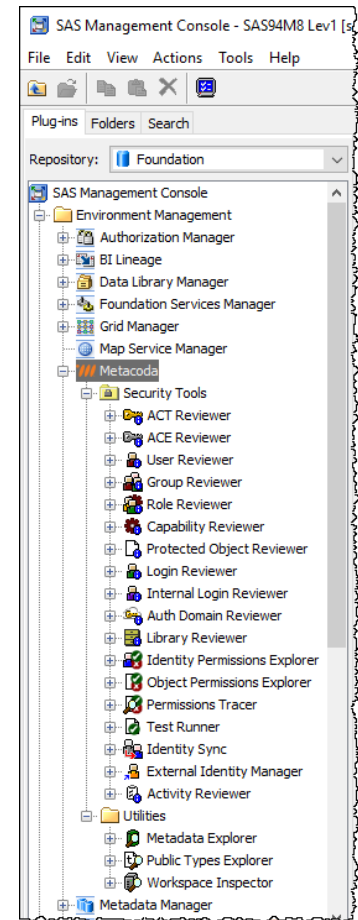 SAS Management Console - SAS94M8 Lev1 [s
File Edit View Actions Tools Help
Plug-ins Folders Search
Repository: Foundation
SAS Management Console
Environment Management
Authorization Manager
BI Lineage
Data Library Manager
Foundation Services Manager
Grid Manager
Map Service Manager
Metacoda
Security Tools
ACT Reviewer
ACE Reviewer
User Reviewer
Group Reviewer
Role Reviewer
Capability Reviewer
Protected Object Reviewer
Login Reviewer
Internal Login Reviewer
Auth Domain Reviewer
Library Reviewer
Identity Permissions Explorer
Object Permissions Explorer
Permissions Tracer
Test Runner
Identity Sync
External Identity Manager
Activity Reviewer
Utilities
Metadata Explorer
Public Types Explorer
Workspace Inspector
Metadata Manager